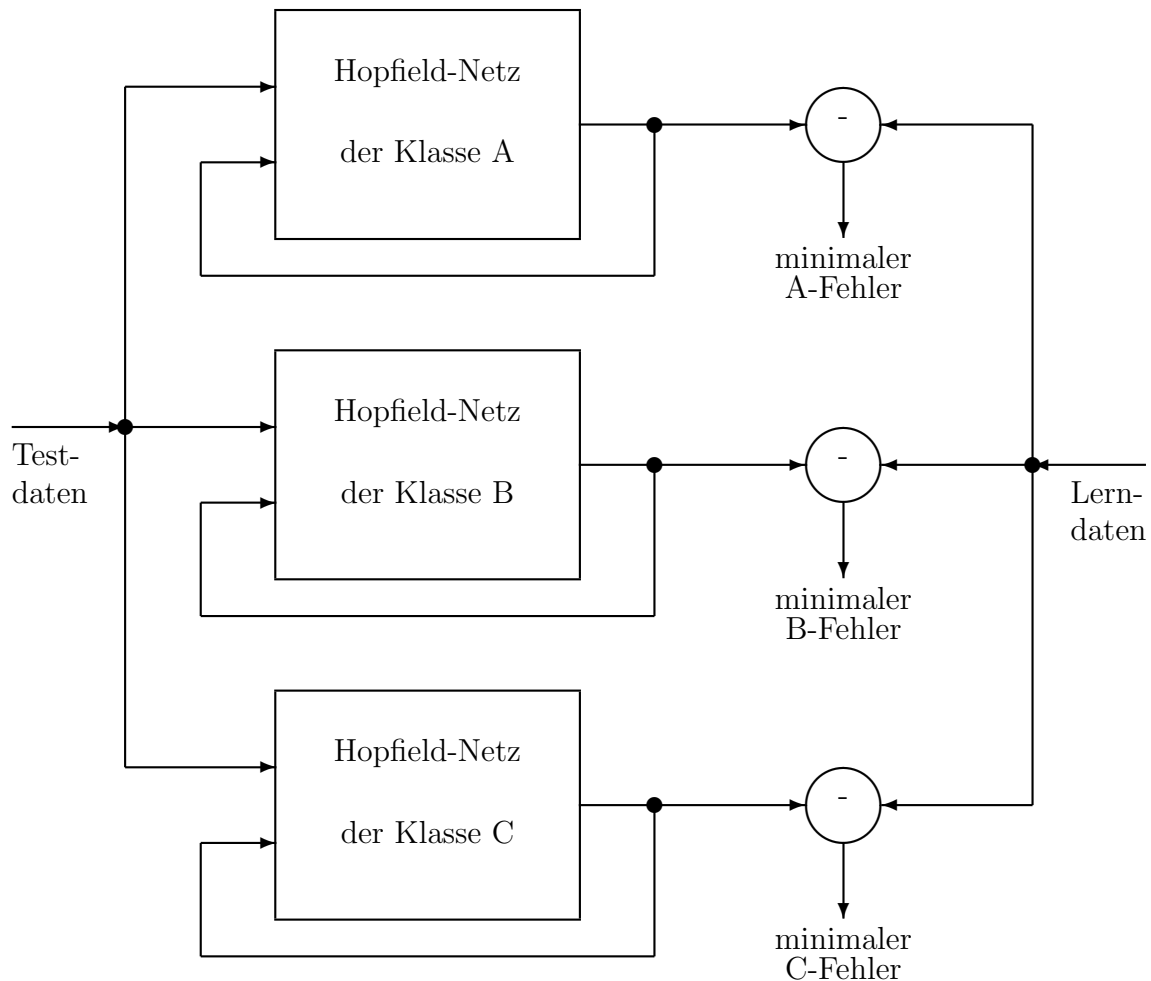 Hopfield-Netz
der Klasse A
-
minimaler
A-Fehler
Hopfield-Netz
der Klasse B
-
minimaler
B-Fehler
Test-
daten
Lern-
daten
Hopfield-Netz
der Klasse C
-
minimaler
C-Fehler